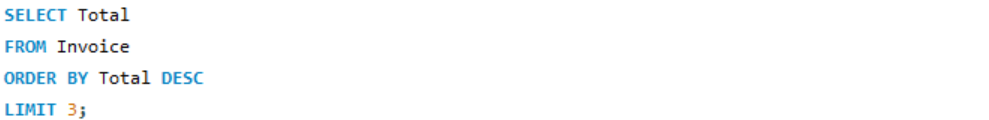 SELECT Total
FROM Invoice
ORDER BY Total DESC
LIMIT 3;